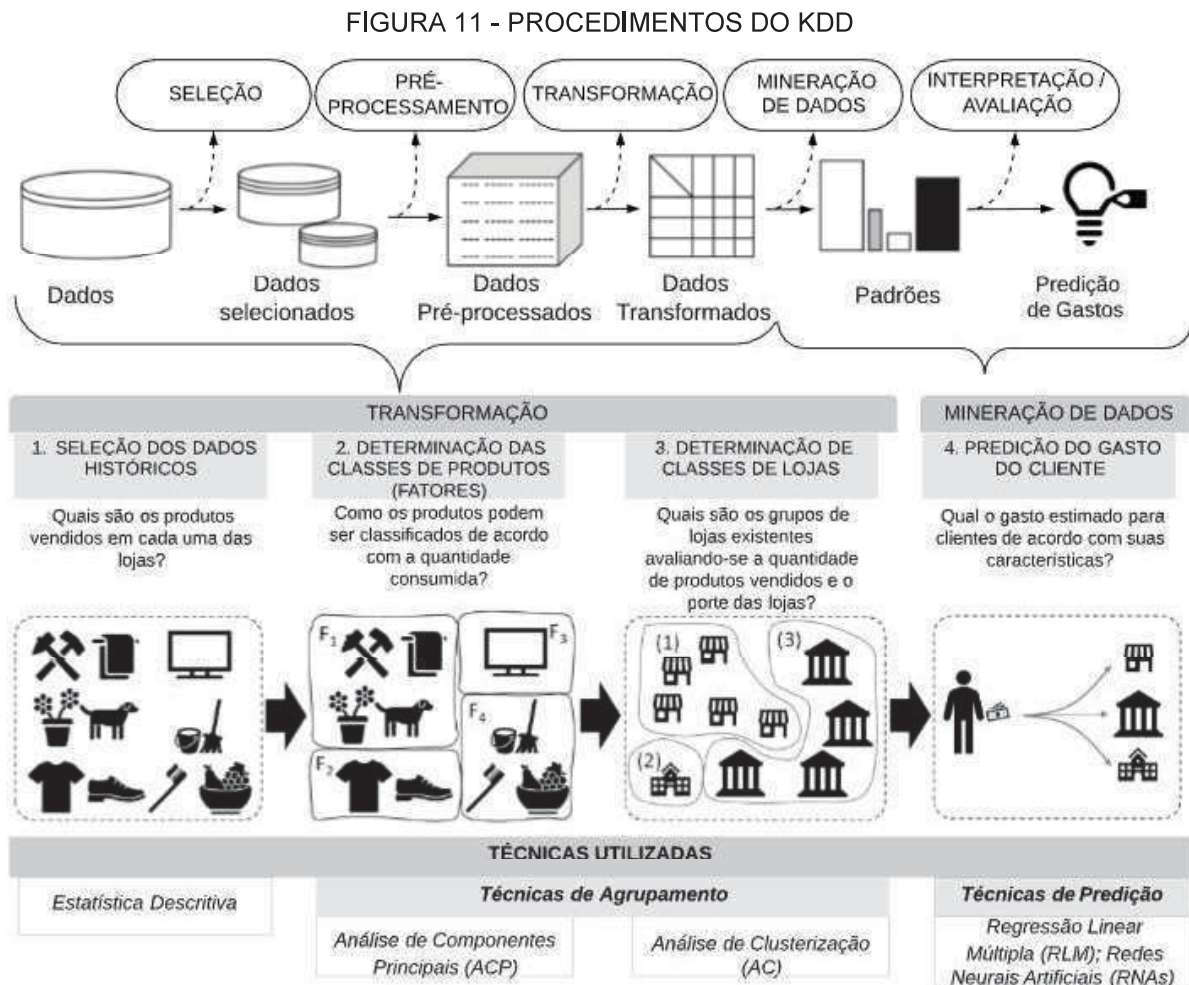 FIGURA 11 - PROCEDIMENTOS DO KDD
SELEÇÃO
PRÉ-
PROCESSAMENTO
TRANSFORMAÇÃO
MINERAÇÃO
DE DADOS
INTERPRETAÇÃO /
AVALIAÇÃO
Dados
Dados
selecionados
Dados
Pré-processados
Dados
Transformados
Padrões
Predição
de Gastos
TRANSFORMAÇÃO
MINERAÇÃO DE DADOS
1. SELEÇÃO DOS DADOS
HISTÓRICOS
2. DETERMINAÇÃO DAS
CLASSES DE PRODUTOS
(FATORES)
3. DETERMINAÇÃO DE
CLASSES DE LOJAS
4. PREDIÇÃO DO GASTO
DO CLIENTE
Quais são os produtos
vendidos em cada uma das
lojas?
Como os produtos podem
ser classificados de acordo
com a quantidade
consumida?
Quais são os grupos de
lojas existentes
avaliando-se a quantidade
de produtos vendidos e o
porte das lojas?
Qual o gasto estimado para
clientes de acordo com suas
características?
F1
F3
F4
F2
(1)
(3)
(2)
TÉCNICAS UTILIZADAS
Estatística Descritiva
Técnicas de Agrupamento
Técnicas de Predição
Análise de Componentes
Principais (ACP)
Análise de Clusterização
(AC)
Regressão Linear
Múltipla (RLM); Redes
Neurais Artificiais (RNAs)